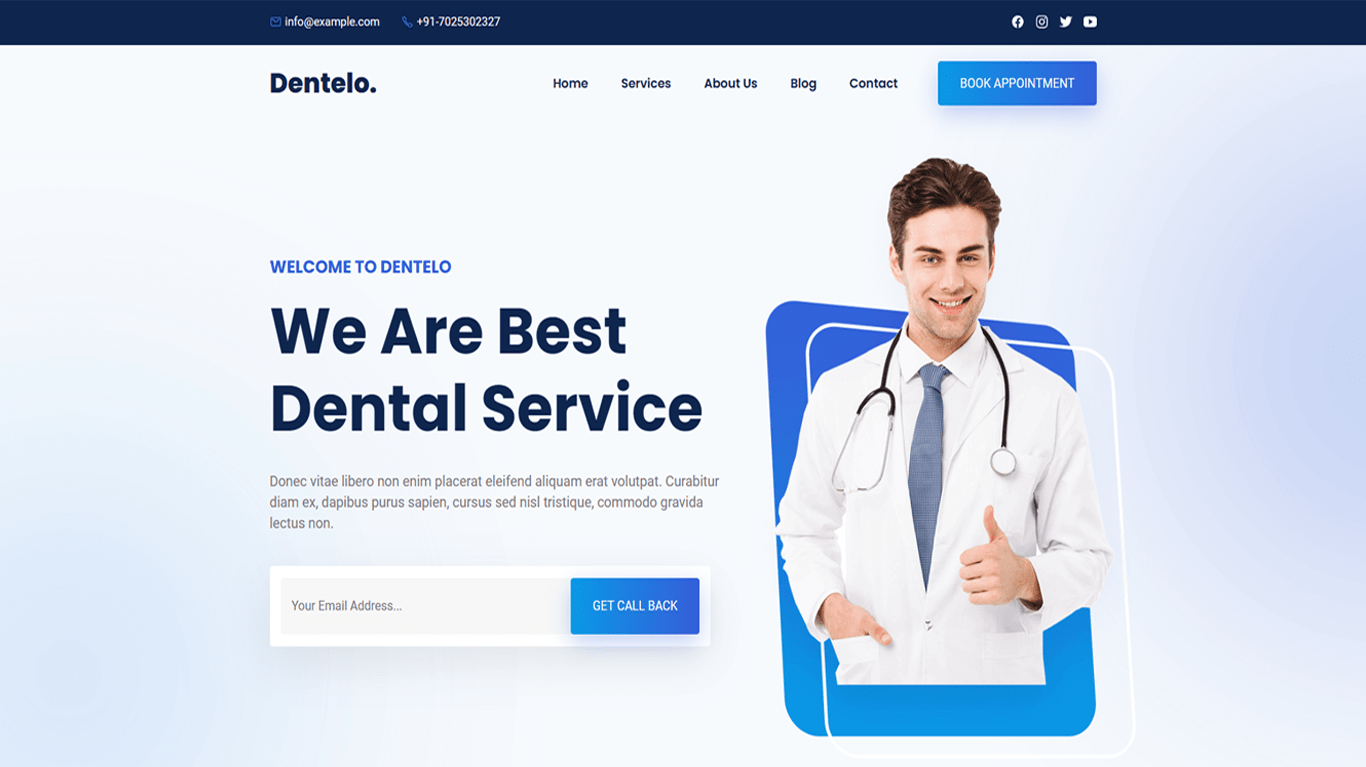 info@example.com +91-7025302327
Dentelo.
Home Services About Us Blog Contact BOOK APPOINTMENT
WELCOME TO DENTELO
We Are Best
Dental Service
Donec vitae libero non enim placerat eleifend aliquam erat volutpat. Curabitur
diam ex, dapibus purus sapien, cursus sed nisl tristique, commodo gravida
lectus non.
Your Email Address...
GET CALL BACK